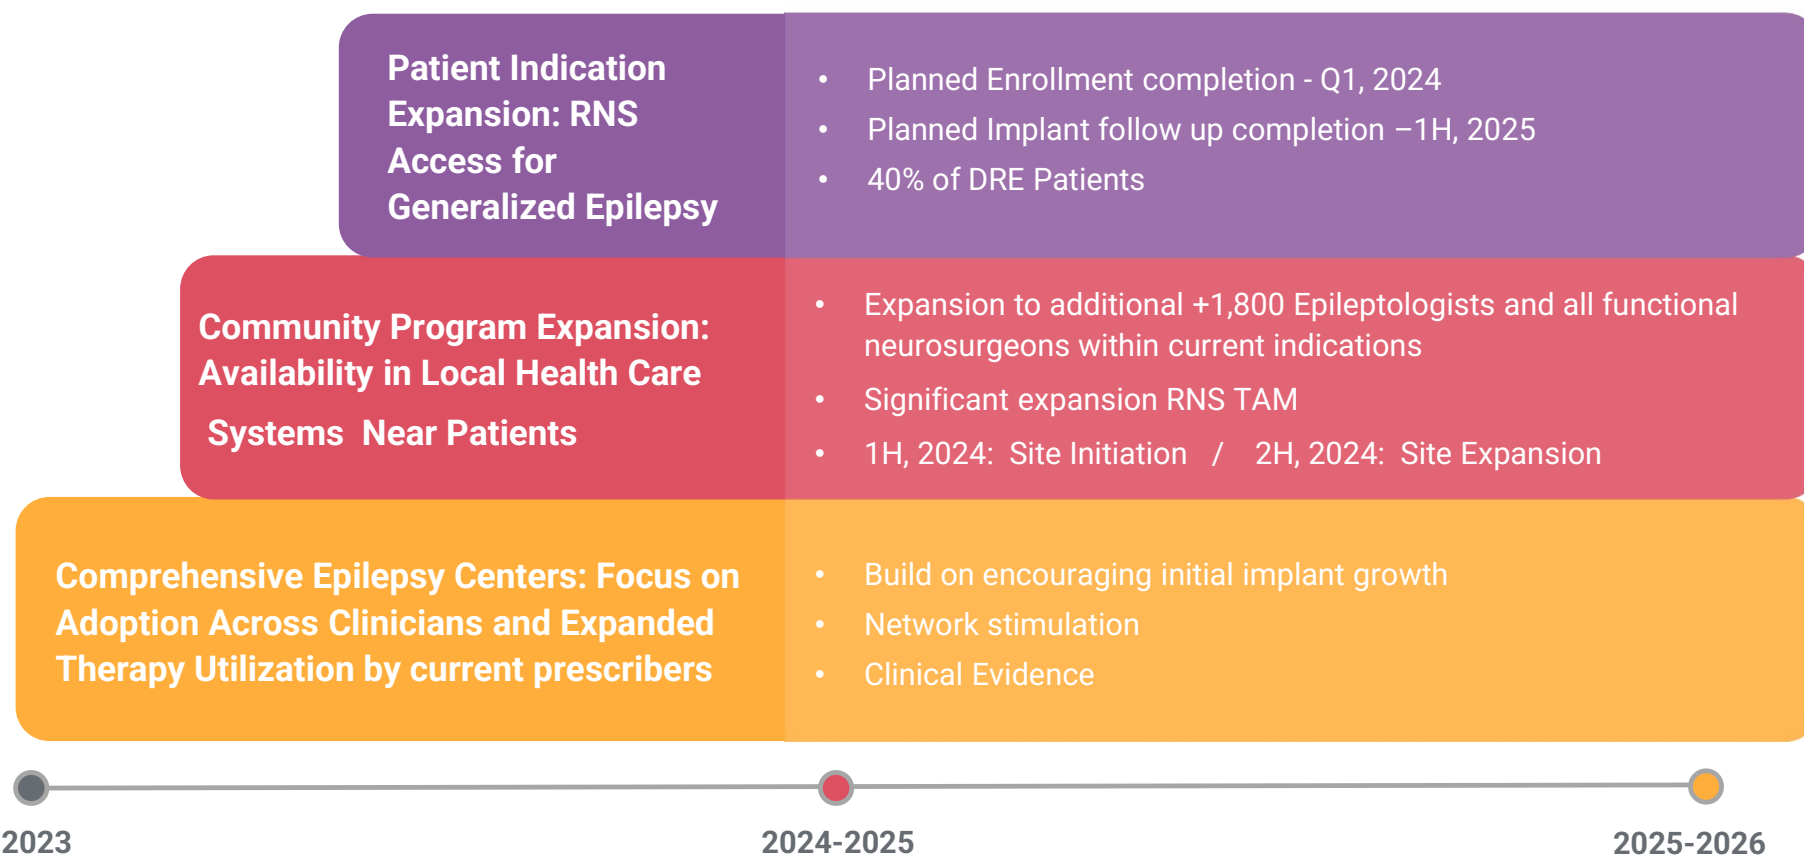 Patient Indication
Expansion: RNS
Access for
Generalized Epilepsy
• Planned Enrollment completion - Q1, 2024
• Planned Implant follow up completion –1H, 2025
• 40% of DRE Patients
Community Program Expansion:
Availability in Local Health Care
Systems Near Patients
• Expansion to additional +1,800 Epileptologists and all functional
neurosurgeons within current indications
• Significant expansion RNS TAM
• 1H, 2024: Site Initiation / 2H, 2024: Site Expansion
Comprehensive Epilepsy Centers: Focus on
Adoption Across Clinicians and Expanded
Therapy Utilization by current prescribers
• Build on encouraging initial implant growth
• Network stimulation
• Clinical Evidence
2023
2024-2025
2025-2026